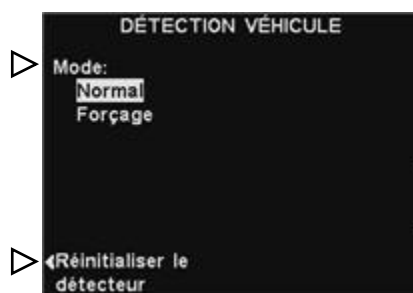 DÉTECTION VÉHICULE
Mode:
Normal
Forçage
Réinitialiser le
détecteur